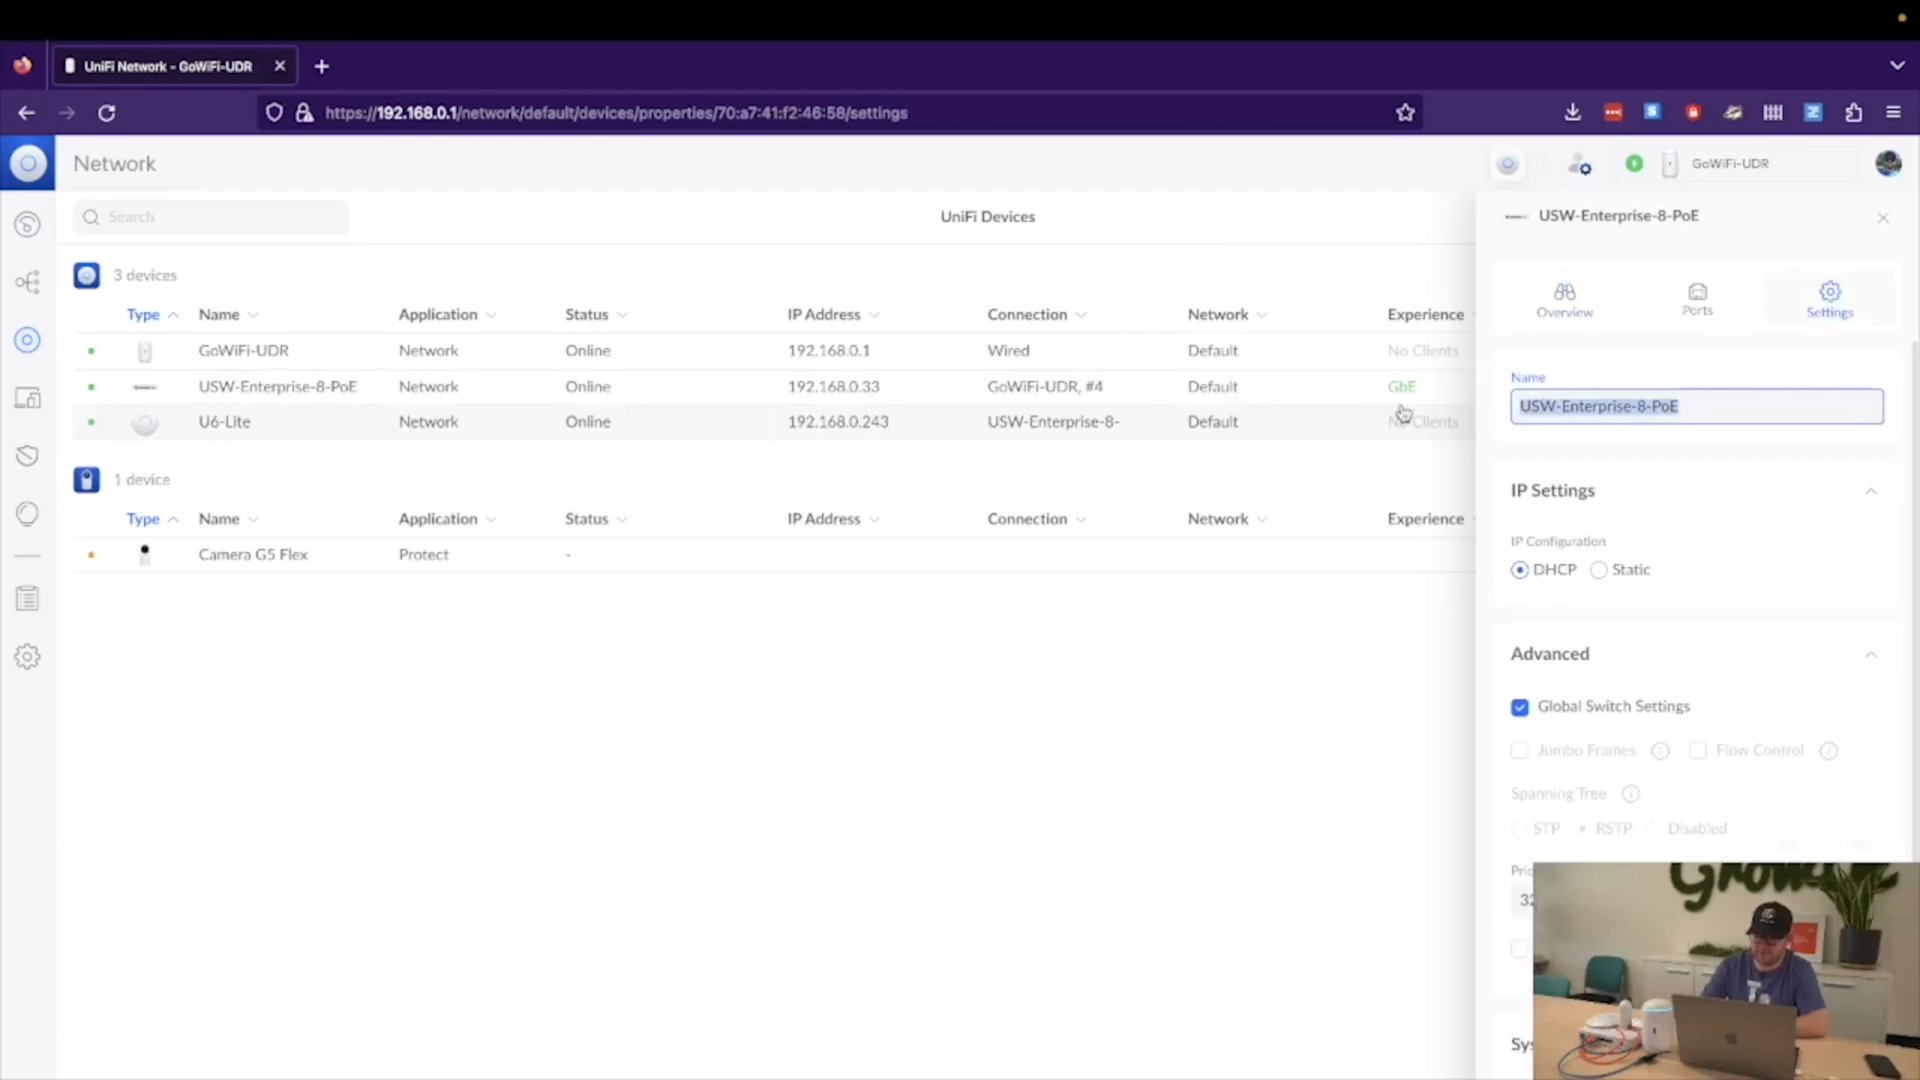 UniFi Network - GoWiFi-UDR
https://192.168.0.1/network/default/devices/properties/70:a7:41:f2:46:58/settings
Network
GoWiFi-UDR
Search
UniFi Devices
3 devices
Type Name Application Status IP Address Connection Network Experience
GoWiFi-UDR Network Online 192.168.0.1 Wired Default No Clients
USW-Enterprise-8-PoE Network Online 192.168.0.33 GoWiFi-UDR, #4 Default GbE
U6-Lite Network Online 192.168.0.243 USW-Enterprise-8- Default No Clients
1 device
Type Name Application Status IP Address Connection Network Experience
Camera G5 Flex Protect -
USW-Enterprise-8-PoE
Overview Ports Settings
Name
USW-Enterprise-8-PoE
IP Settings
IP Configuration
DHCP Static
Advanced
Global Switch Settings
Jumbo Frames Flow Control
Spanning Tree
STP RSTP Disabled